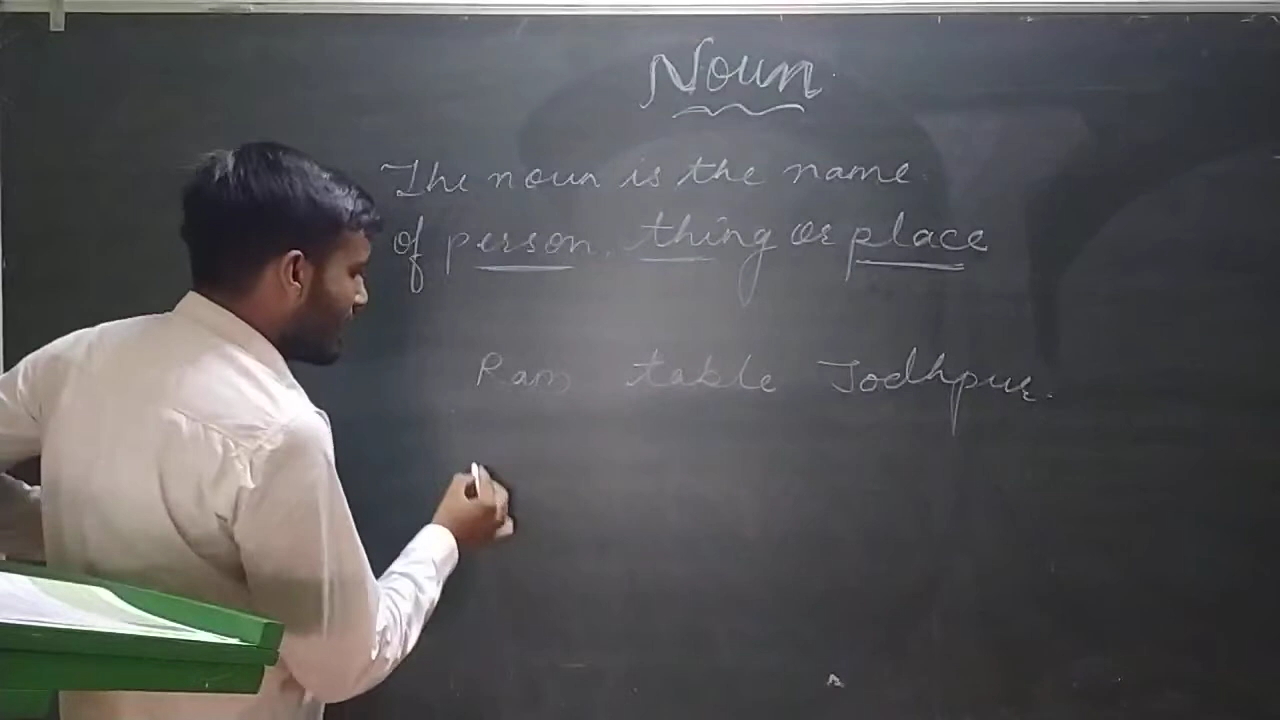 Noun
The noun is the name
of person, thing or place
Ram table Jodhpur.